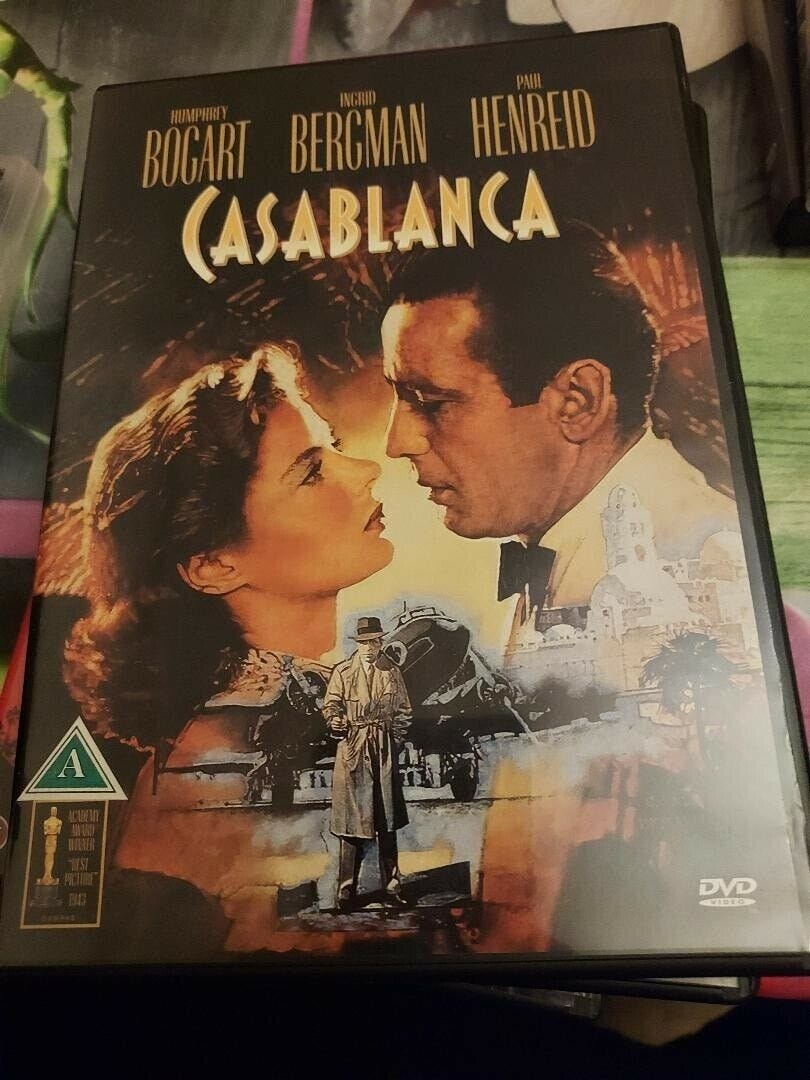 HUMPHREY
BOGART
INGRID
BERGMAN
PAUL
HENREID
CASABLANCA
A
ACADEMY
AWARD
WINNER
"BEST
PICTURE"
1943
©A.M.P.A.S.
DVD
VIDEO